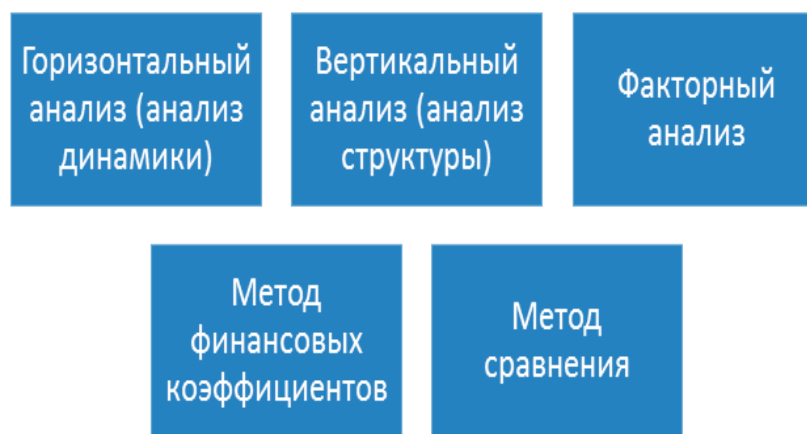 Горизонтальный
анализ (анализ
динамики)
Вертикальный
анализ (анализ
структуры)
Факторный
анализ
Метод
финансовых
коэффициентов
Метод
сравнения